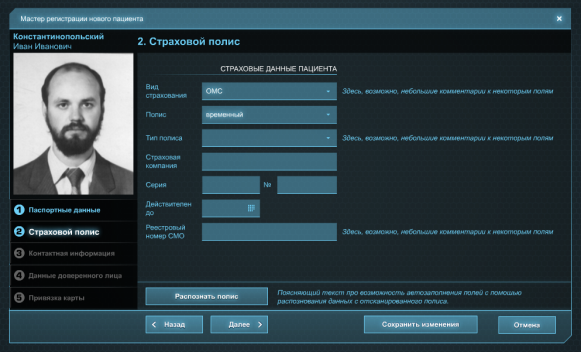 Мастер регистрации нового пациента
Константинопольский
Иван Иванович
2. Страховой полис
СТРАХОВЫЕ ДАННЫЕ ПАЦИЕНТА
Вид
страхования
ОМС
Здесь, возможно, небольшие комментарии к некоторым полям
Полис
временный
Тип полиса
Здесь, возможно, небольшие комментарии к некоторым полям
Страховая
компания
Серия
№
Действителен
до
Реестровый
номер СМО
Здесь, возможно, небольшие комментарии к некоторым полям
1 Паспортные данные
2 Страховой полис
3 Контактная информация
4 Данные доверенного лица
5 Привязка карты
Распознать полис
Поясняющий текст про возможность автозаполнения полей с помощью
распознования данных с отсканированного полиса.
Назад
Далее
Сохранить изменения
Отмена